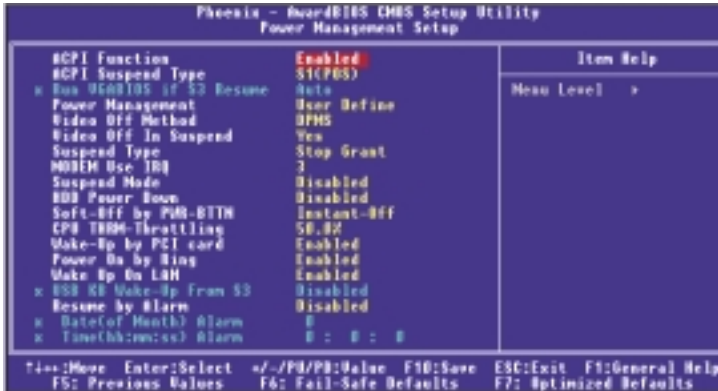 Phoenix - AwardBIOS CMOS Setup Utility
Power Management Setup
ACPI Function Enabled
ACPI Suspend Type S1(POS)
x Run VGABIOS if S3 Resume Auto
Power Management User Define
Video Off Method DPMS
Video Off In Suspend Yes
Suspend Type Stop Grant
MODEM Use IRQ 3
Suspend Mode Disabled
HDD Power Down Disabled
Soft-Off by PWR-BTTN Instant-Off
CPU THRM-Throttling 50.0%
Wake-Up by PCI card Enabled
Power On by Ring Enabled
Wake Up On LAN Enabled
x USB KB Wake-Up From S3 Disabled
Resume by Alarm Disabled
x Date(of Month) Alarm 0
x Time(hh:mm:ss) Alarm 0 : 0 : 0
Item Help
Menu Level ►
↑↓→←:Move Enter:Select +/-/PU/PD:Value F10:Save ESC:Exit F1:General Help
F5: Previous Values F6: Fail-Safe Defaults F7: Optimized Defaults